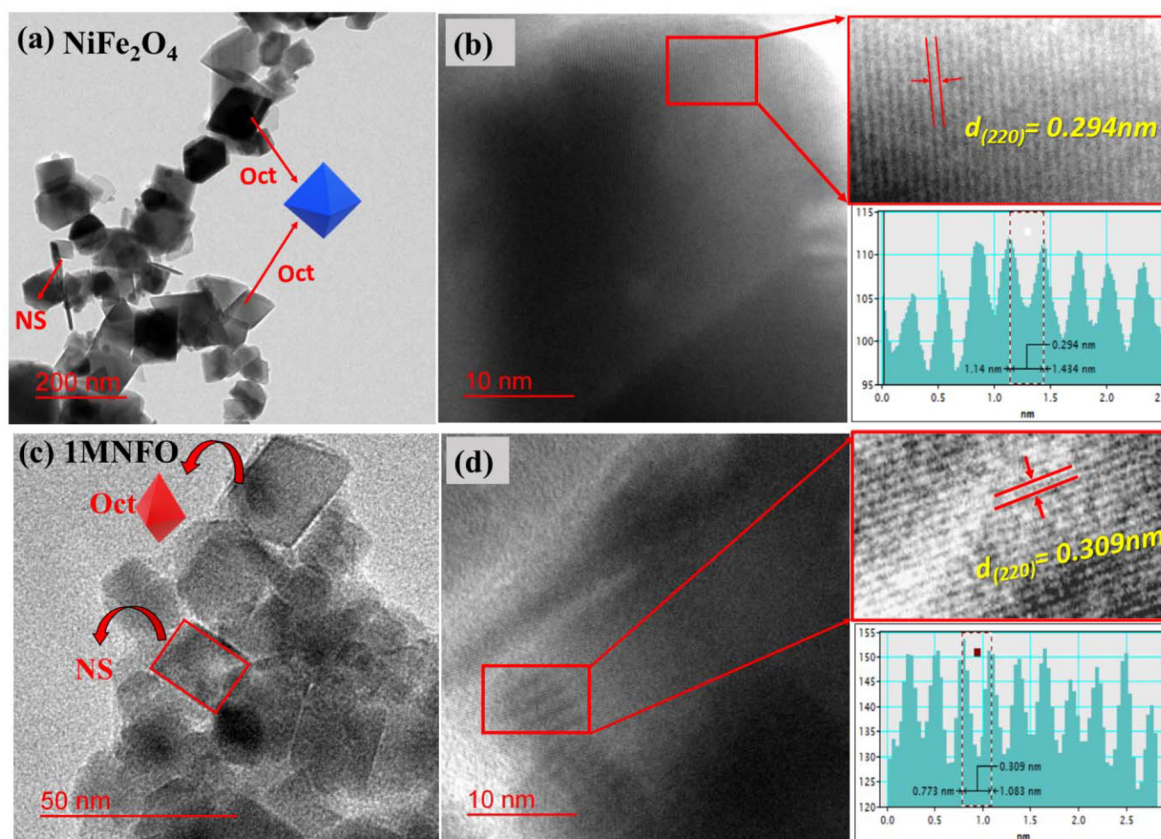 (a) NiFe₂O₄
Oct
Oct
NS
200 nm
(b)
10 nm
d(220)= 0.294nm
115
110
105
100
95
0.294 nm
1.14 nm
1.434 nm
0.0
0.5
1.0
1.5
2.0
2.5
nm
(c) 1MNFO
Oct
NS
50 nm
(d)
10 nm
d(220)= 0.309nm
155
150
145
140
135
130
125
120
0.309 nm
0.773 nm
1.083 nm
0.0
0.5
1.0
1.5
2.0
2.5
nm